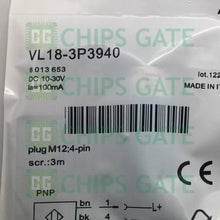 CHIPS GATE
VL18-3P3940
6 013 653
DC 10-30V
Ia=100mA
lot.122
MADE IN IT
plug M12;4-pin
scr.:3m
PNP
bn
1
L+
bk
4
CHIPS GATE